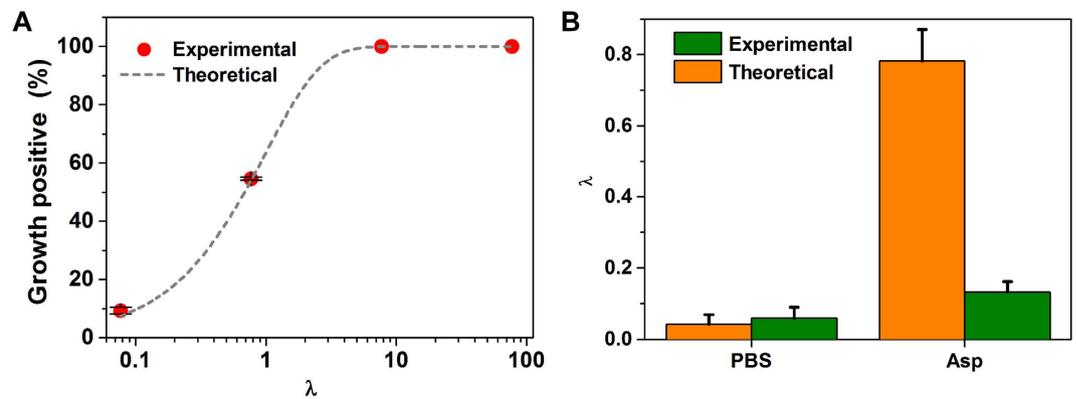 A
Growth positive (%)
100
80
60
40
20
0
Experimental
Theoretical
0.1
1
10
100
λ
B
λ
0.8
0.6
0.4
0.2
0.0
Experimental
Theoretical
PBS
Asp